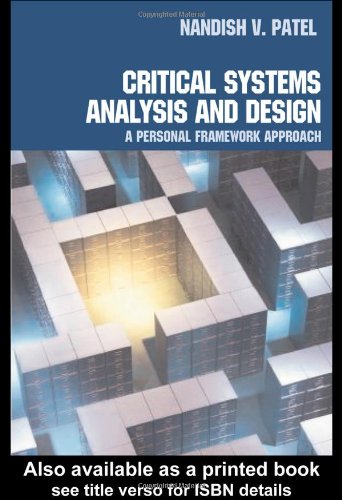 NANDISH V. PATEL
CRITICAL SYSTEMS
ANALYSIS AND DESIGN
A PERSONAL FRAMEWORK APPROACH
Also available as a printed book
see title verso for ISBN details